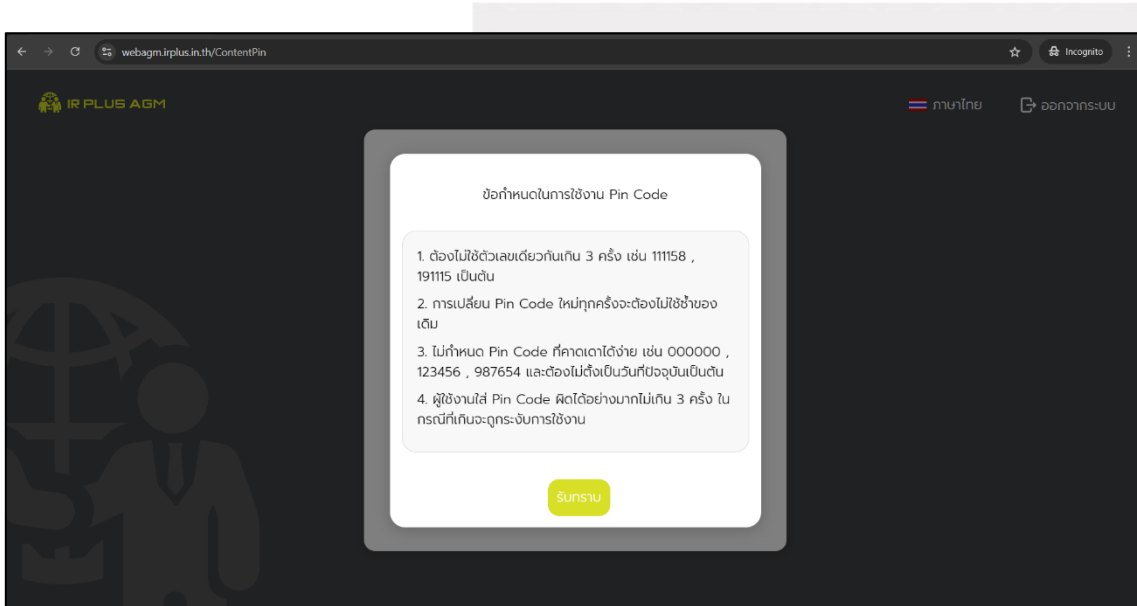 webagm.irplus.in.th/ContentPin
Incognito
IR PLUS AGM
ภาษาไทย
ออกจากระบบ
ข้อกำหนดในการใช้งาน Pin Code
1. ต้องไม่ใช้ตัวเลขเดียวกันเกิน 3 ครั้ง เช่น 111158 ,
191115 เป็นต้น
2. การเปลี่ยน Pin Code ใหม่ทุกครั้งจะต้องไม่ใช้ซ้ำของ
เดิม
3. ไม่กำหนด Pin Code ที่คาดเดาได้ง่าย เช่น 000000 ,
123456 , 987654 และต้องไม่ตั้งเป็นวันที่ปัจจุบันเป็นต้น
4. ผู้ใช้งานใส่ Pin Code ผิดได้อย่างมากไม่เกิน 3 ครั้ง ใน
กรณีที่เกินจะถูกระงับการใช้งาน
รับทราบ